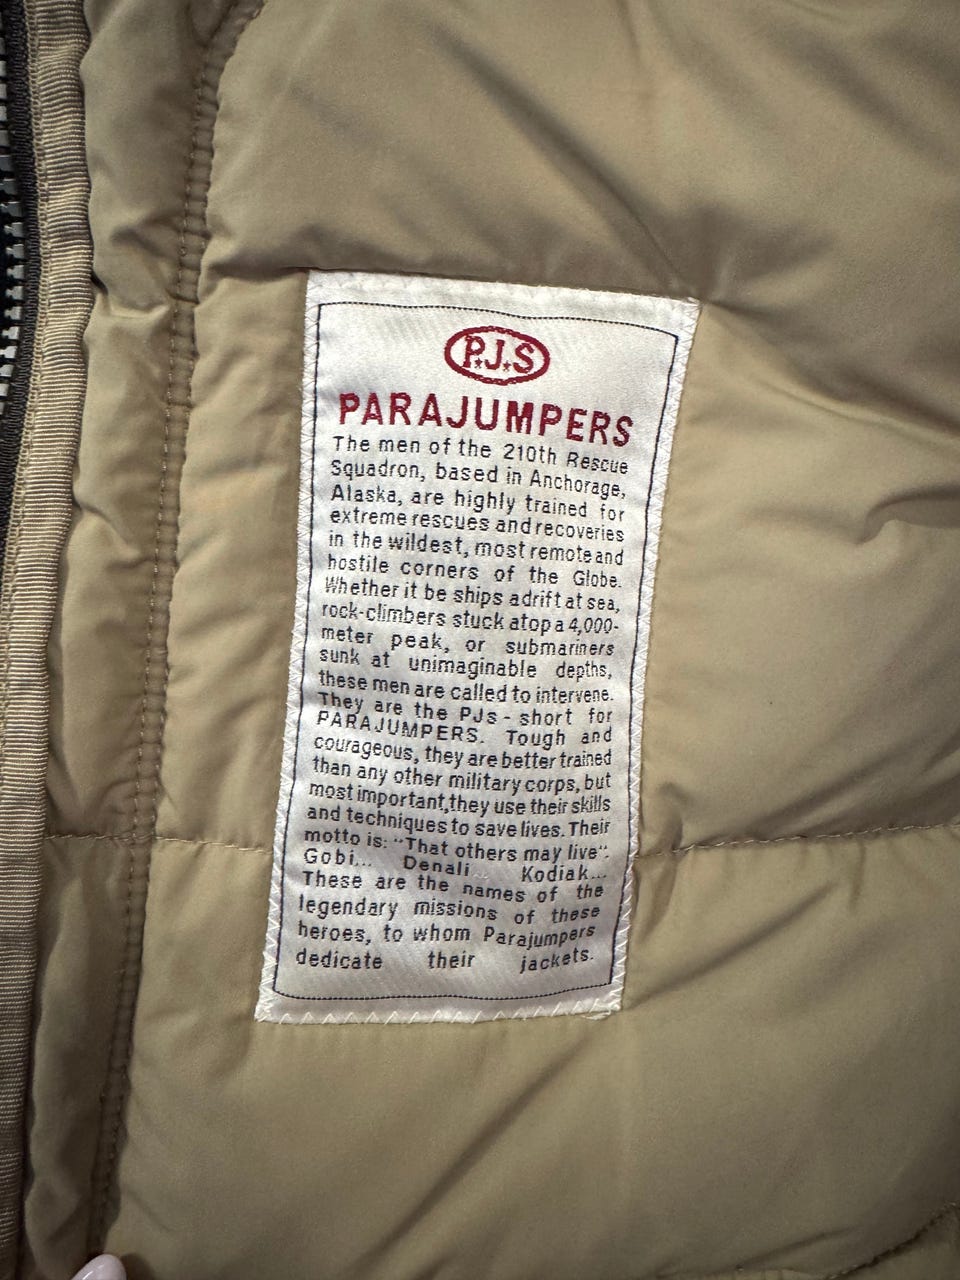 P.J.S
PARAJUMPERS
The men of the 210th Rescue
Squadron, based in Anchorage,
Alaska, are highly trained for
extreme rescues and recoveries
in the wildest, most remote and
hostile corners of the Globe.
Whether it be ships adrift at sea,
rock-climbers stuck atop a 4,000-
meter peak, or submariners
sunk at unimaginable depths,
these men are called to intervene.
They are the PJs - short for
PARAJUMPERS. Tough and
courageous, they are better trained
than any other military corps, but
most important,they use their skills
and techniques to save lives. Their
motto is: "That others may live".
Gobi... Denali... Kodiak...
These are the names of the
legendary missions of these
heroes, to whom Parajumpers
dedicate their jackets.